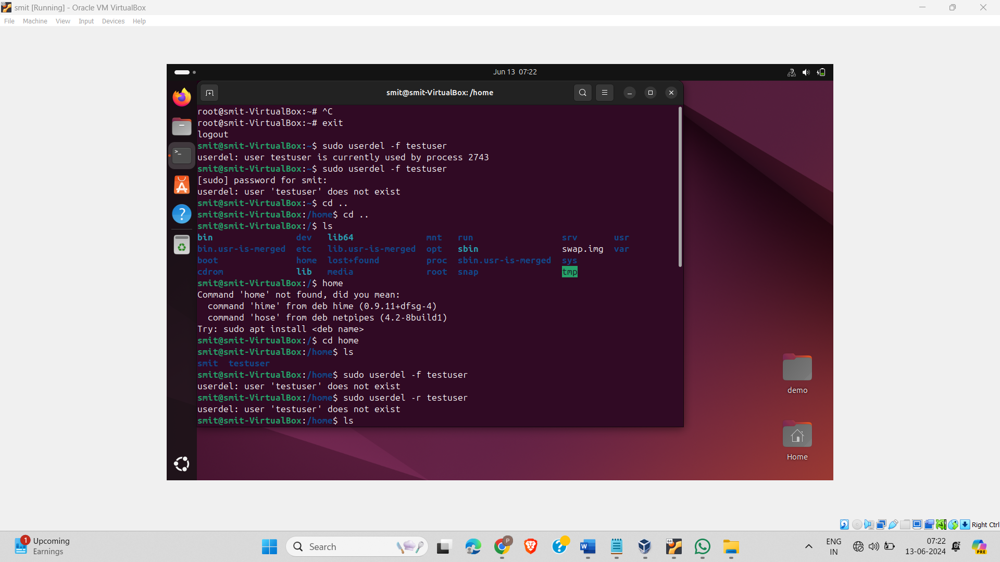 smit [Running] - Oracle VM VirtualBox
File Machine View Input Devices Help
Jun 13 07:22
smit@smit-VirtualBox: /home
root@smit-VirtualBox:~# ^C
root@smit-VirtualBox:~# exit
logout
smit@smit-VirtualBox:~$ sudo userdel -f testuser
userdel: user testuser is currently used by process 2743
smit@smit-VirtualBox:~$ sudo userdel -f testuser
[sudo] password for smit:
userdel: user 'testuser' does not exist
smit@smit-VirtualBox:~$ cd ..
smit@smit-VirtualBox:/home$ cd ..
smit@smit-VirtualBox:/$ ls
bin dev lib64 mnt run srv usr
bin.usr-is-merged etc lib.usr-is-merged opt sbin swap.img var
boot home lost+found proc sbin.usr-is-merged sys
cdrom lib media root snap tmp
smit@smit-VirtualBox:/$ home
Command 'home' not found, did you mean:
command 'hime' from deb hime (0.9.11+dfsg-4)
command 'hose' from deb netpipes (4.2-8build1)
Try: sudo apt install <deb name>
smit@smit-VirtualBox:/$ cd home
smit@smit-VirtualBox:/home$ ls
smit testuser
smit@smit-VirtualBox:/home$ sudo userdel -f testuser
userdel: user 'testuser' does not exist
smit@smit-VirtualBox:/home$ sudo userdel -r testuser
userdel: user 'testuser' does not exist
smit@smit-VirtualBox:/home$ ls
demo
Home
Right Ctrl
1
Upcoming
Earnings
Search
P
W
64
ENG
IN
07:22
13-06-2024
PRE